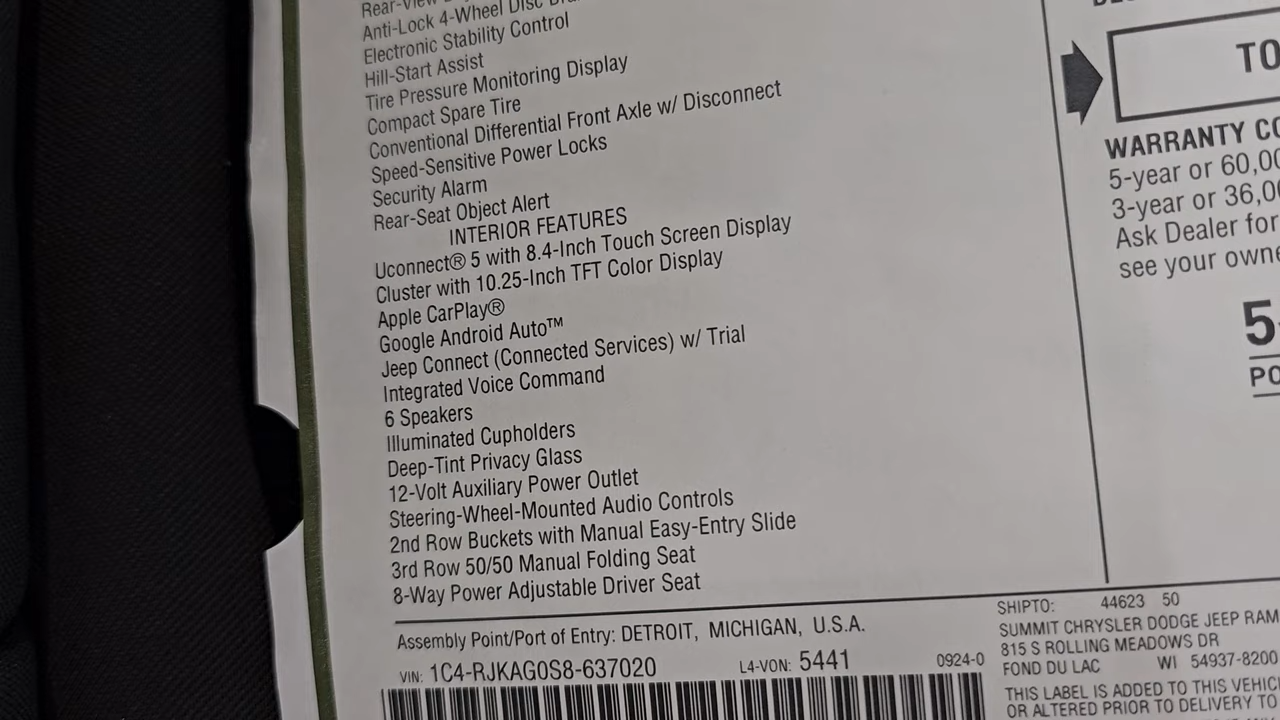 Rear-View
Anti-Lock 4-Wheel Disc
Electronic Stability Control
Hill-Start Assist
Tire Pressure Monitoring Display
Compact Spare Tire
Conventional Differential Front Axle w/ Disconnect
Speed-Sensitive Power Locks
Security Alarm
Rear-Seat Object Alert
INTERIOR FEATURES
Uconnect® 5 with 8.4-Inch Touch Screen Display
Cluster with 10.25-Inch TFT Color Display
Apple CarPlay®
Google Android Auto™
Jeep Connect (Connected Services) w/ Trial
Integrated Voice Command
6 Speakers
Illuminated Cupholders
Deep-Tint Privacy Glass
12-Volt Auxiliary Power Outlet
Steering-Wheel-Mounted Audio Controls
2nd Row Buckets with Manual Easy-Entry Slide
3rd Row 50/50 Manual Folding Seat
8-Way Power Adjustable Driver Seat
Assembly Point/Port of Entry: DETROIT, MICHIGAN, U.S.A.
VIN: 1C4-RJKAG0S8-637020 L4-VON: 5441 0924-0
TO
WARRANTY CO
5-year or 60,00
3-year or 36,00
Ask Dealer for
see your owne
5
PO
SHIPTO: 44623 50
SUMMIT CHRYSLER DODGE JEEP RAM
815 S ROLLING MEADOWS DR
FOND DU LAC WI 54937-8200
THIS LABEL IS ADDED TO THIS VEHIC
OR ALTERED PRIOR TO DELIVERY TO